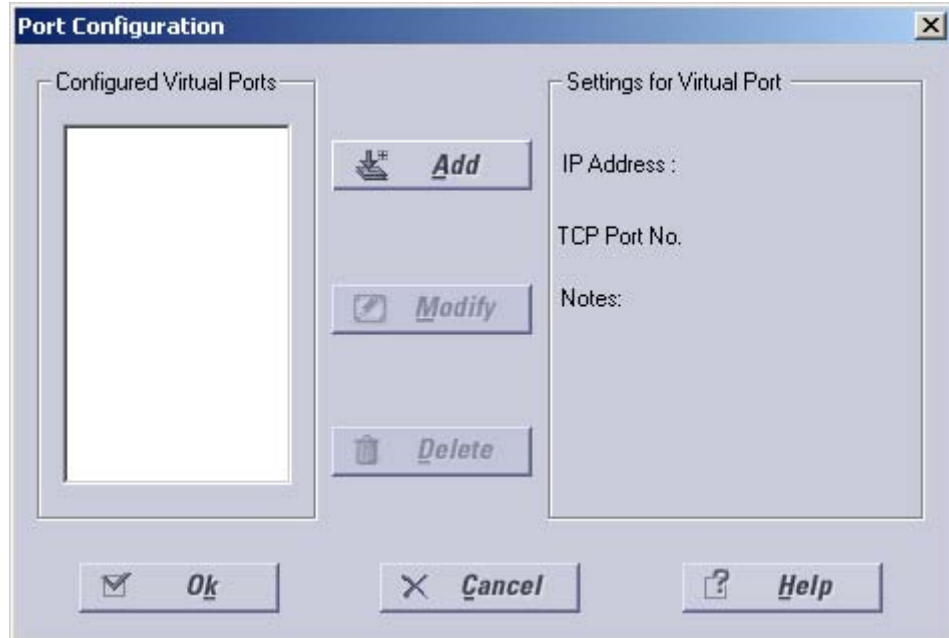 Port Configuration
Configured Virtual Ports
Add
Modify
Delete
Settings for Virtual Port
IP Address :
TCP Port No.
Notes:
Ok
Cancel
Help